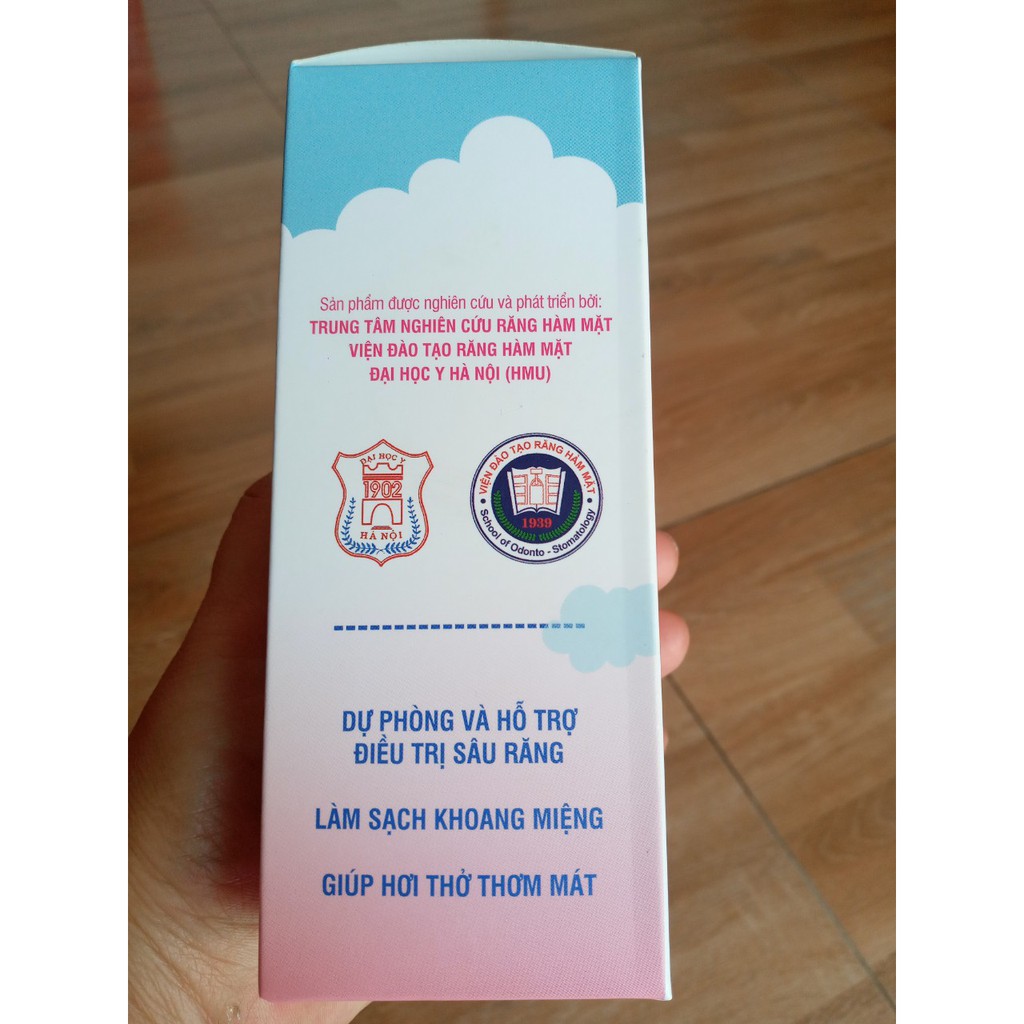 Sản phẩm được nghiên cứu và phát triển bởi:
TRUNG TÂM NGHIÊN CỨU RĂNG HÀM MẶT
VIỆN ĐÀO TẠO RĂNG HÀM MẶT
ĐẠI HỌC Y HÀ NỘI (HMU)
ĐẠI HỌC Y
1902
HÀ NỘI
VIỆN ĐÀO TẠO RĂNG HÀM MẶT
1939
School of Odonto - Stomatology
DỰ PHÒNG VÀ HỖ TRỢ
ĐIỀU TRỊ SÂU RĂNG
LÀM SẠCH KHOANG MIỆNG
GIÚP HƠI THỞ THƠM MÁT